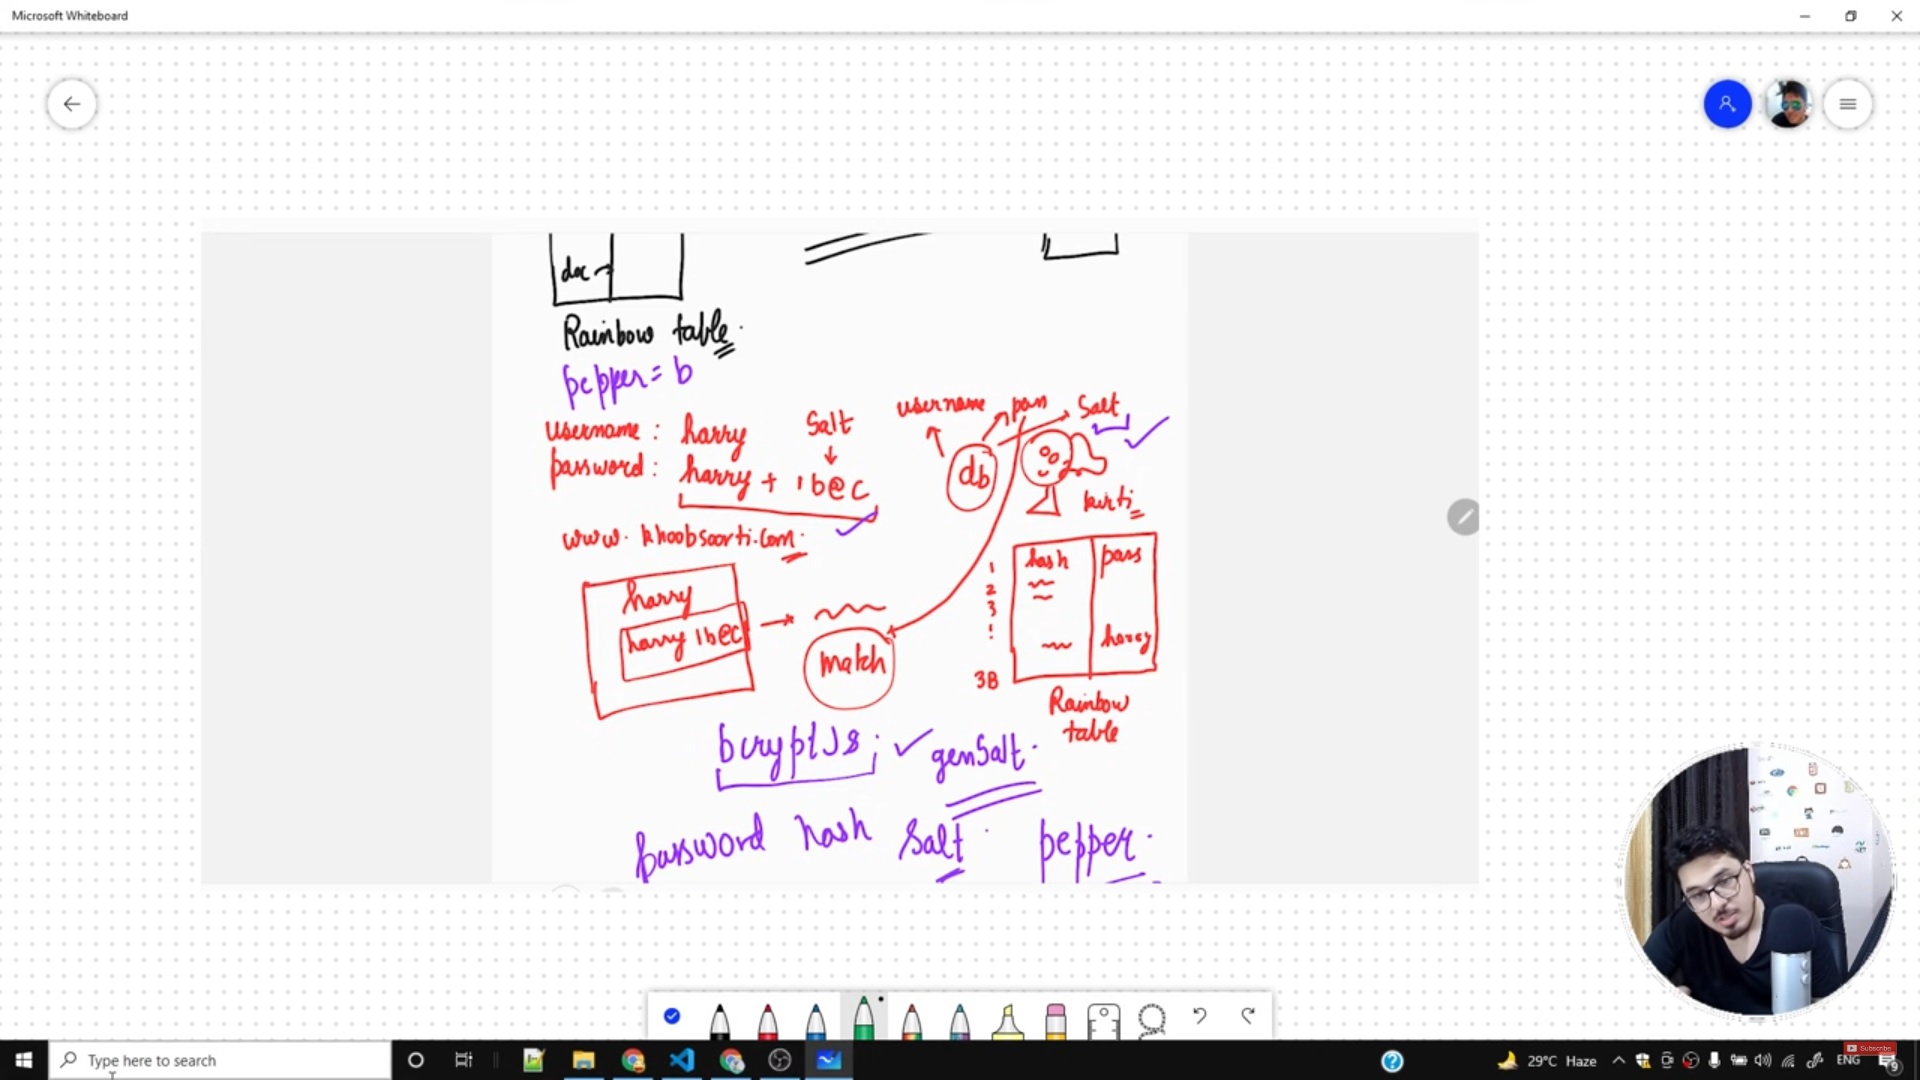 Microsoft Whiteboard
doc
Rainbow table.
pepper = b
username pass Salt
username : harry Salt
password : harry + 1b@c
db
kirti
www. khoobsoorti.com.
hash pass
1
2
3
!
harry
harry 1b@c
match
harry
3B
Rainbow
table
bcryptJS. genSalt.
password hash Salt. pepper.
Type here to search
29°C Haze
ENG
Subscribe
9